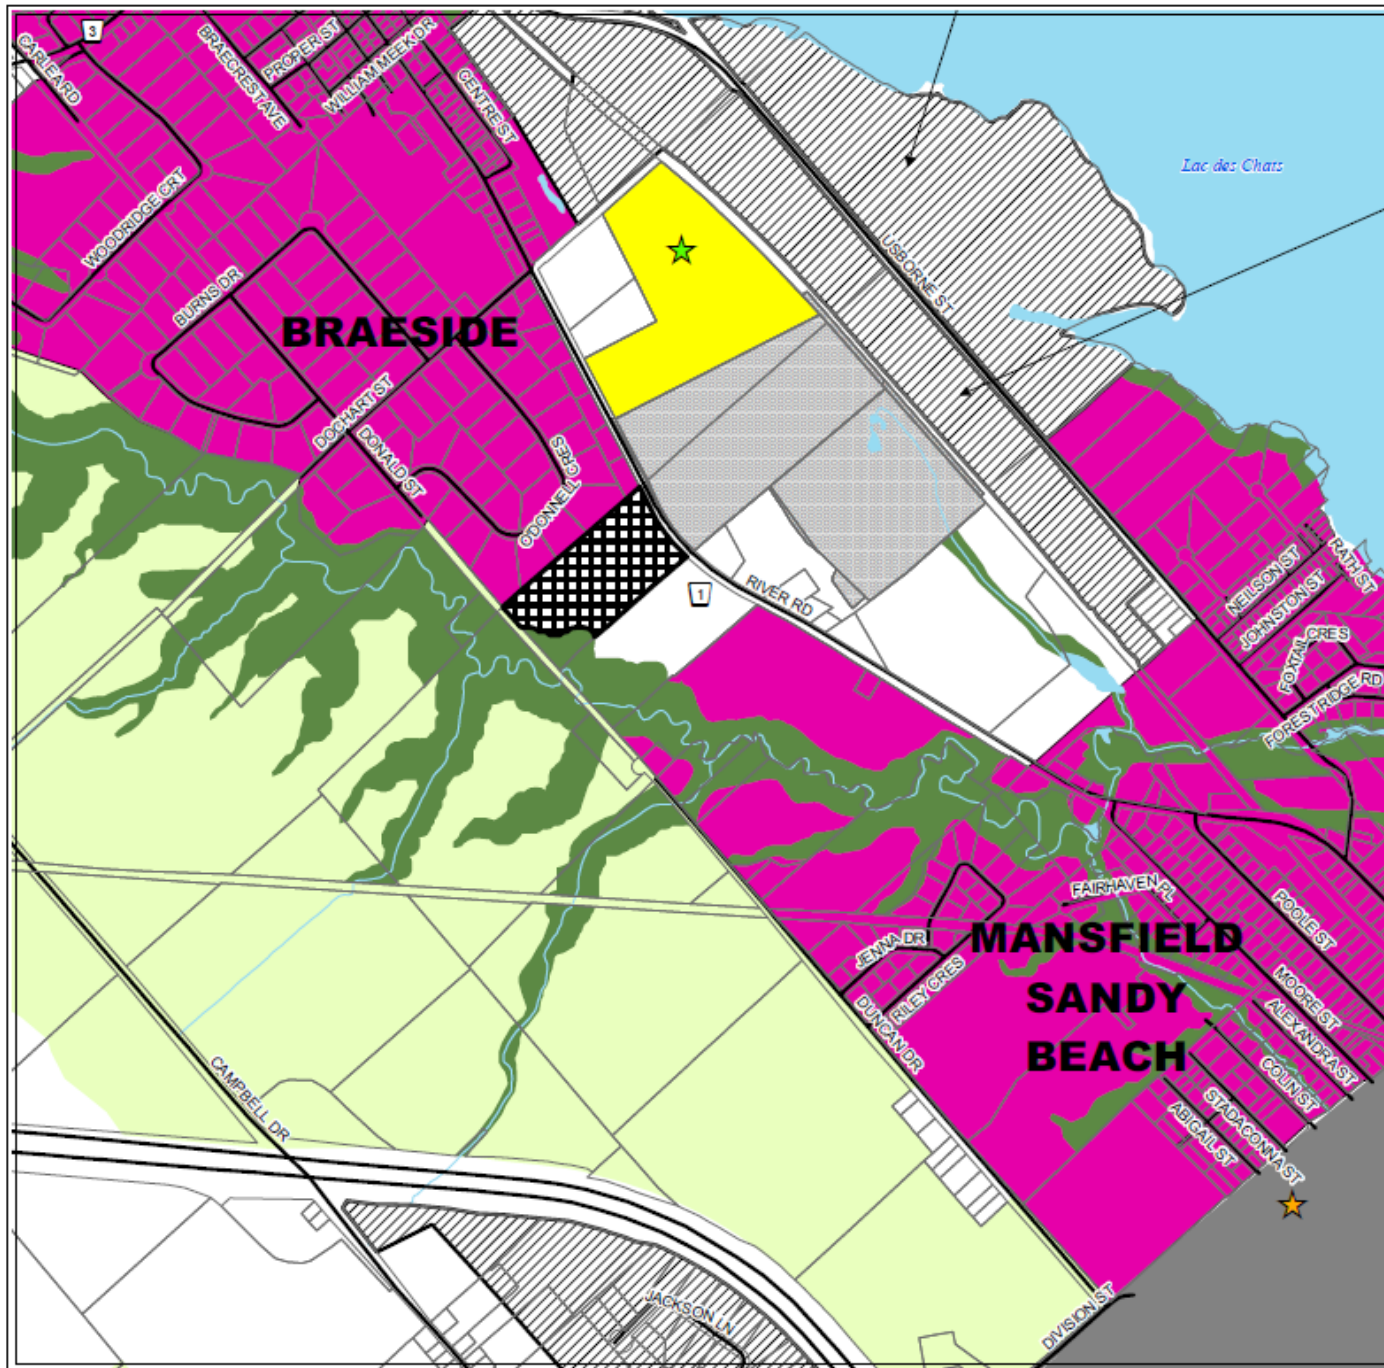 3
CARLEARD
BRAECREST AVE
PROPER ST
WILLIAM MEEK DR
CENTRE ST
Lac des Chats
WOODRIDGE CRT
USBORNE ST
BURNS DR
BRAESIDE
DOCHART ST
DONALD ST
ODONNELL CRES
1
RIVER RD
RATH ST
NEILSON ST
JOHNSTON ST
FOXTAIL CRES
FOREST RIDGE RD
FAIRHAVEN PL
POOLE ST
JENNA DR
MANSFIELD
SANDY
BEACH
RILEY CRES
DUNCAN DR
MOORE ST
ALEXANDRA ST
COLIN ST
STADACONNA ST
ABIGAIL ST
CAMPBELL DR
JACKSON LN
DIVISION ST